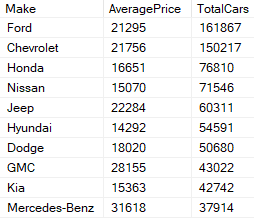 Make AveragePrice TotalCars
Ford 21295 161867
Chevrolet 21756 150217
Honda 16651 76810
Nissan 15070 71546
Jeep 22284 60311
Hyundai 14292 54591
Dodge 18020 50680
GMC 28155 43022
Kia 15363 42742
Mercedes-Benz 31618 37914